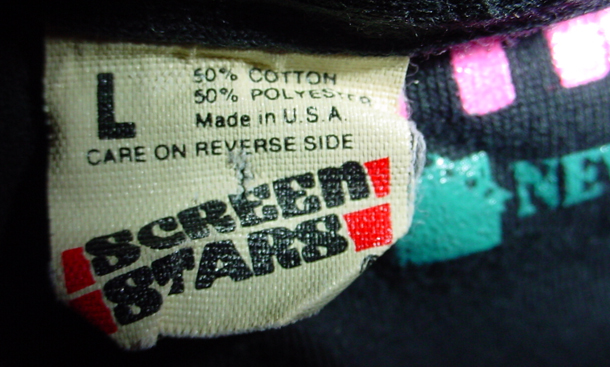 L
50% COTTON
50% POLYESTER
Made in U.S.A.
CARE ON REVERSE SIDE
SCREEN
STARS